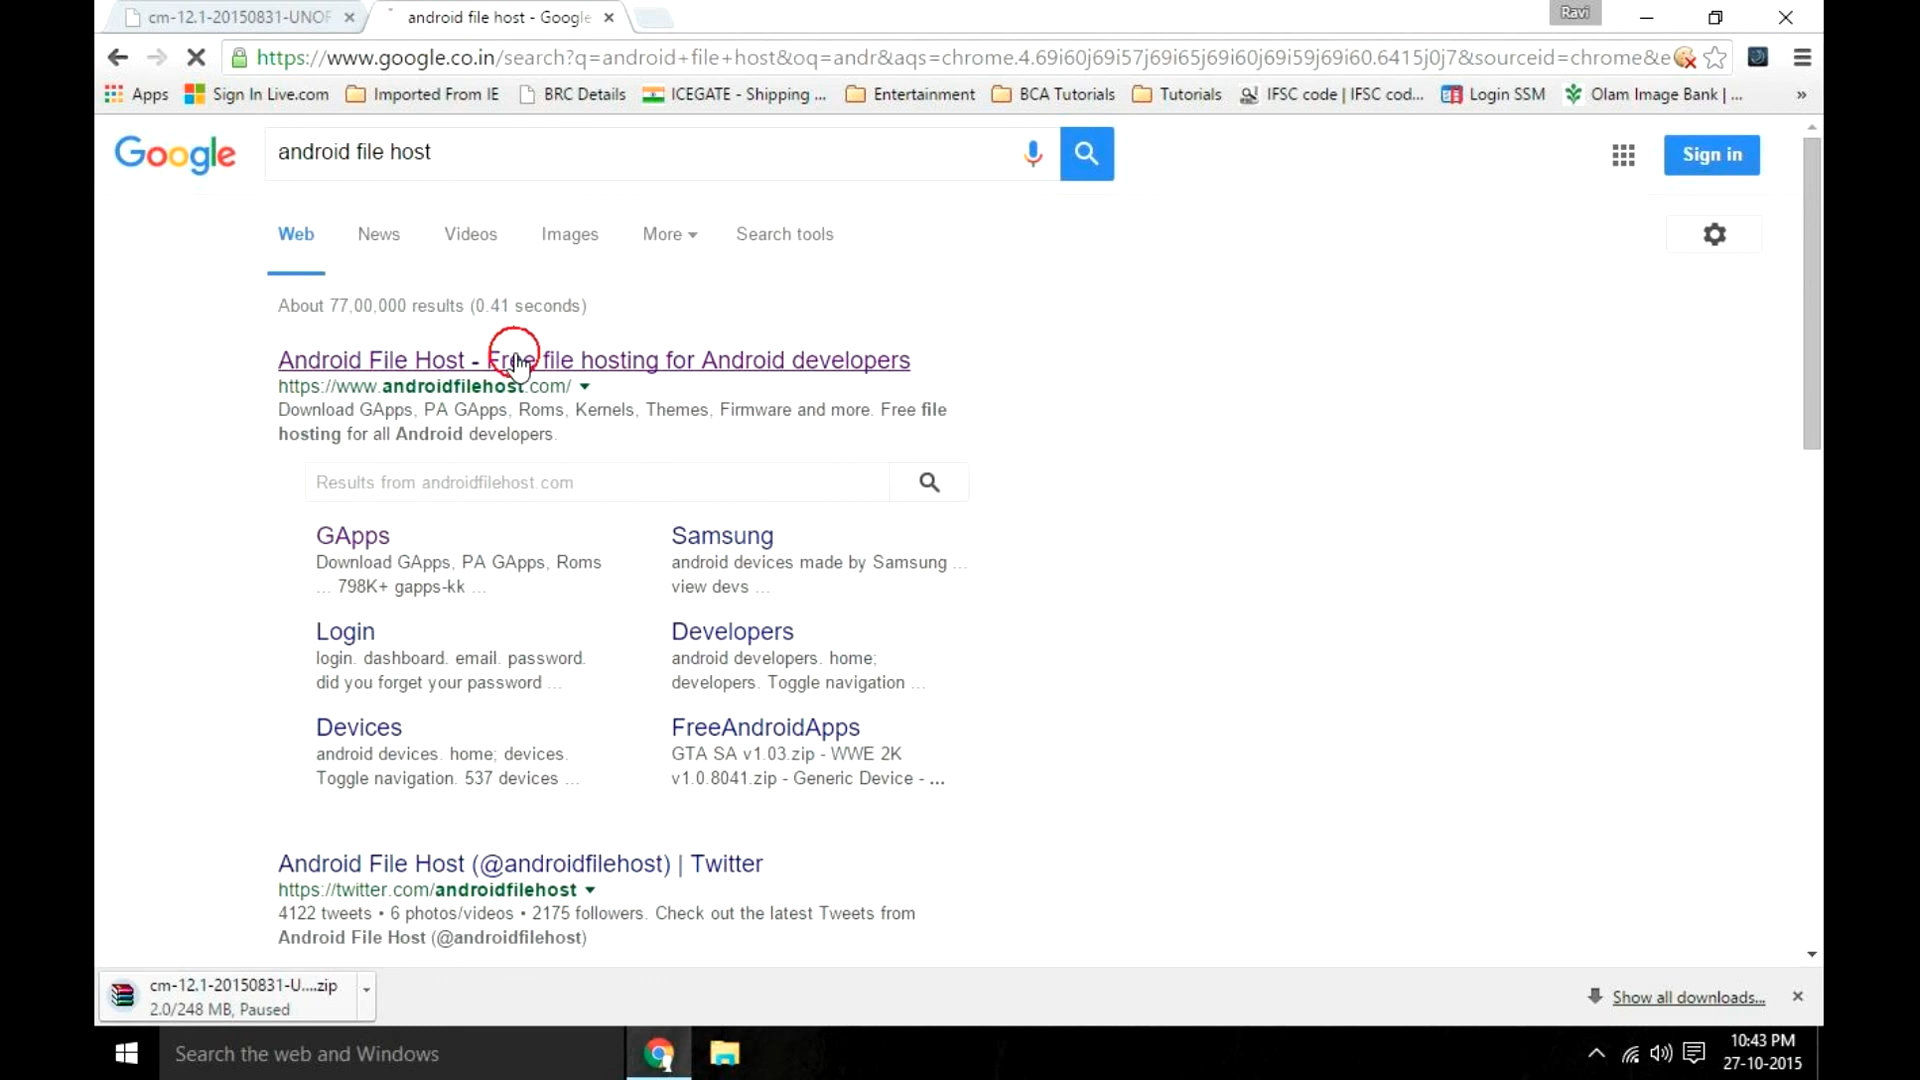 cm-12.1-20150831-UNOF
android file host - Google
Ravi
https://www.google.co.in/search?q=android+file+host&oq=andr&aqs=chrome.4.69i60j69i57j69i65j69i60j69i59j69i60.6415j0j7&sourceid=chrome&e
Apps Sign In Live.com Imported From IE BRC Details ICEGATE - Shipping ... Entertainment BCA Tutorials Tutorials IFSC code | IFSC cod... Login SSM Olam Image Bank | ... »
Google android file host Sign in
Web News Videos Images More Search tools
About 77,00,000 results (0.41 seconds)
Android File Host - Free file hosting for Android developers
https://www.androidfilehost.com/
Download GApps, PA GApps, Roms, Kernels, Themes, Firmware and more. Free file
hosting for all Android developers.
Results from androidfilehost.com
GApps
Download GApps, PA GApps, Roms
... 798K+ gapps-kk ...
Samsung
android devices made by Samsung ...
view devs ...
Login
login. dashboard. email. password.
did you forget your password ...
Developers
android developers. home;
developers. Toggle navigation ...
Devices
android devices. home; devices.
Toggle navigation. 537 devices ...
FreeAndroidApps
GTA SA v1.03.zip - WWE 2K
v1.0.8041.zip - Generic Device - ...
Android File Host (@androidfilehost) | Twitter
https://twitter.com/androidfilehost
4122 tweets • 6 photos/videos • 2175 followers. Check out the latest Tweets from
Android File Host (@androidfilehost)
cm-12.1-20150831-U....zip
2.0/248 MB, Paused
Show all downloads...
Search the web and Windows
10:43 PM
27-10-2015